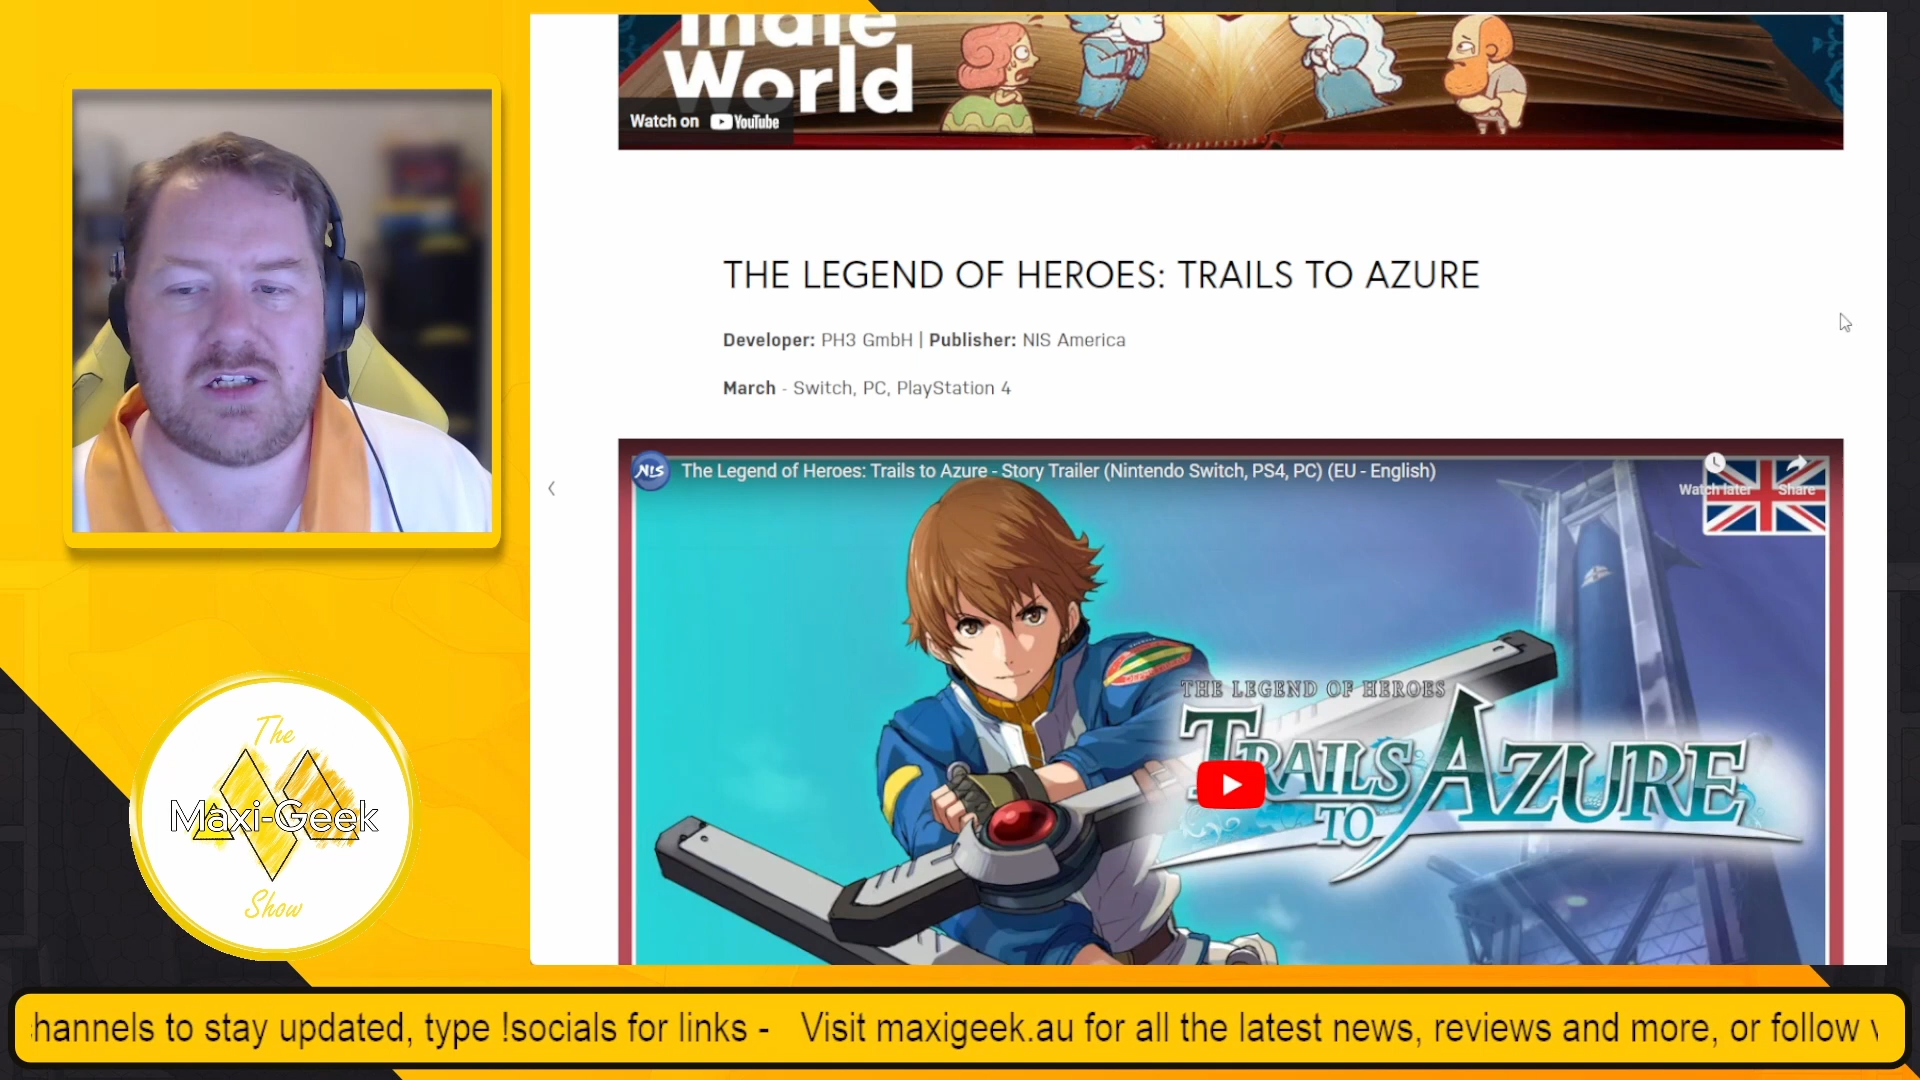 Indie
World
Watch on YouTube
THE LEGEND OF HEROES: TRAILS TO AZURE
Developer: PH3 GmbH | Publisher: NIS America
March - Switch, PC, PlayStation 4
NIS The Legend of Heroes: Trails to Azure - Story Trailer (Nintendo Switch, PS4, PC) (EU - English)
Watch later Share
THE LEGEND OF HEROES
TRAILS
TO AZURE
The
Maxi-Geek
Show
hannels to stay updated, type !socials for links - Visit maxigeek.au for all the latest news, reviews and more, or follow